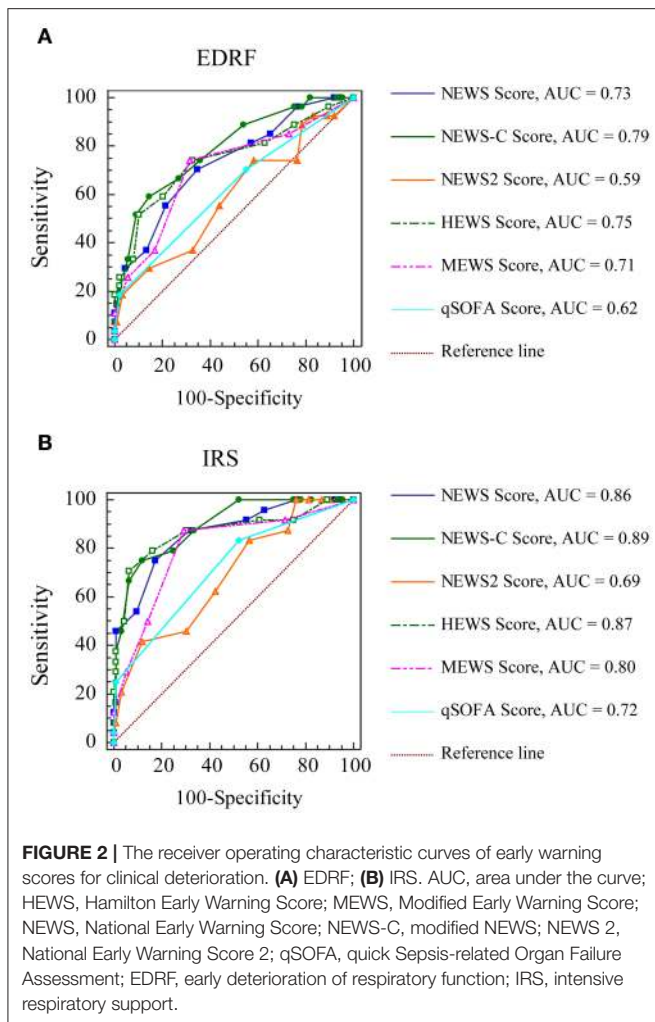 A
EDRF
100
80
60
40
20
0
Sensitivity
0 20 40 60 80 100
100-Specificity
NEWS Score, AUC = 0.73
NEWS-C Score, AUC = 0.79
NEWS2 Score, AUC = 0.59
HEWS Score, AUC = 0.75
MEWS Score, AUC = 0.71
qSOFA Score, AUC = 0.62
Reference line
B
IRS
100
80
60
40
20
0
Sensitivity
0 20 40 60 80 100
100-Specificity
NEWS Score, AUC = 0.86
NEWS-C Score, AUC = 0.89
NEWS2 Score, AUC = 0.69
HEWS Score, AUC = 0.87
MEWS Score, AUC = 0.80
qSOFA Score, AUC = 0.72
Reference line
FIGURE 2 | The receiver operating characteristic curves of early warning
scores for clinical deterioration. (A) EDRF; (B) IRS. AUC, area under the curve;
HEWS, Hamilton Early Warning Score; MEWS, Modified Early Warning Score;
NEWS, National Early Warning Score; NEWS-C, modified NEWS; NEWS 2,
National Early Warning Score 2; qSOFA, quick Sepsis-related Organ Failure
Assessment; EDRF, early deterioration of respiratory function; IRS, intensive
respiratory support.